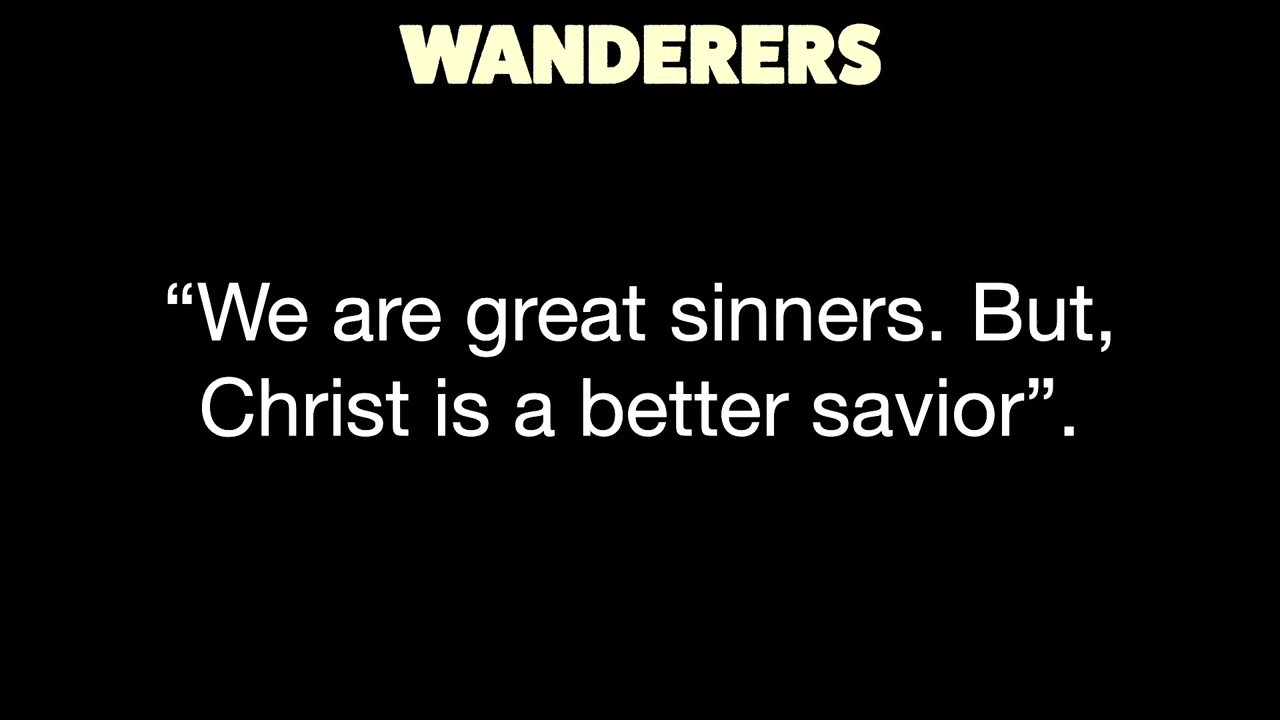 WANDERERS
“We are great sinners. But,
Christ is a better savior”.